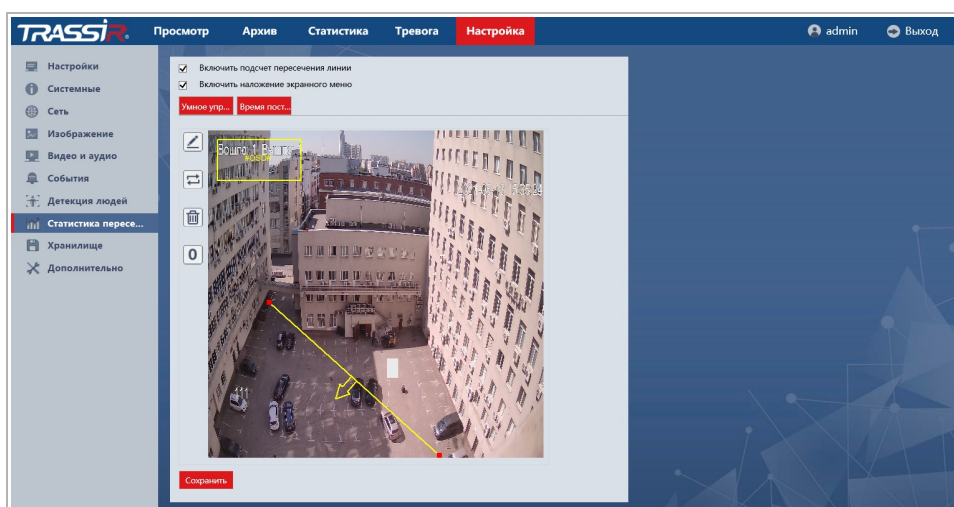 TRASSIR
Просмотр Архив Статистика Тревога Настройка admin Выход
Настройки
Системные
Сеть
Изображение
Видео и аудио
События
Детекция людей
Статистика пересе...
Хранилище
Дополнительно
Включить подсчет пересечения линии
Включить наложение экранного меню
Умное упр... Время пост...
#OSD#
0
Сохранить